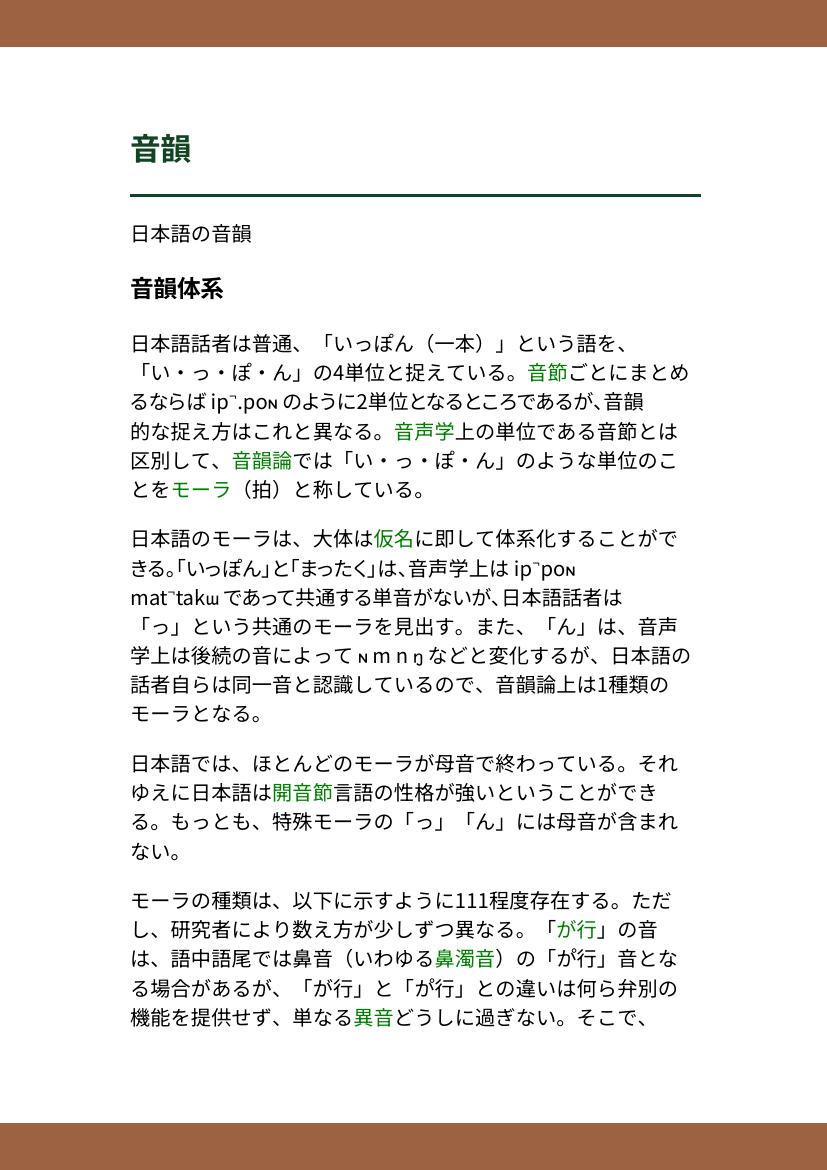 音韻
日本語の音韻
音韻体系
日本語話者は普通、「いっぽん（一本）」という語を、
「い・っ・ぽ・ん」の4単位と捉えている。音節ごとにまとめ
るならば ip̚.poɴ のように2単位となるところであるが、音韻
的な捉え方はこれと異なる。音声学上の単位である音節とは
区別して、音韻論では「い・っ・ぽ・ん」のような単位のこ
とをモーラ（拍）と称している。
日本語のモーラは、大体は仮名に即して体系化することがで
きる。「いっぽん」と「まったく」は、音声学上は ip̚poɴ
mat̚takɯ であって共通する単音がないが、日本語話者は
「っ」という共通のモーラを見出す。また、「ん」は、音声
学上は後続の音によって ɴ m n ŋ などと変化するが、日本語の
話者自らは同一音と認識しているので、音韻論上は1種類の
モーラとなる。
日本語では、ほとんどのモーラが母音で終わっている。それ
ゆえに日本語は開音節言語の性格が強いということができ
る。もっとも、特殊モーラの「っ」「ん」には母音が含まれ
ない。
モーラの種類は、以下に示すように111程度存在する。ただ
し、研究者により数え方が少しずつ異なる。「が行」の音
は、語中語尾では鼻音（いわゆる鼻濁音）の「か゚行」音とな
る場合があるが、「が行」と「か゚行」との違いは何ら弁別の
機能を提供せず、単なる異音どうしに過ぎない。そこで、